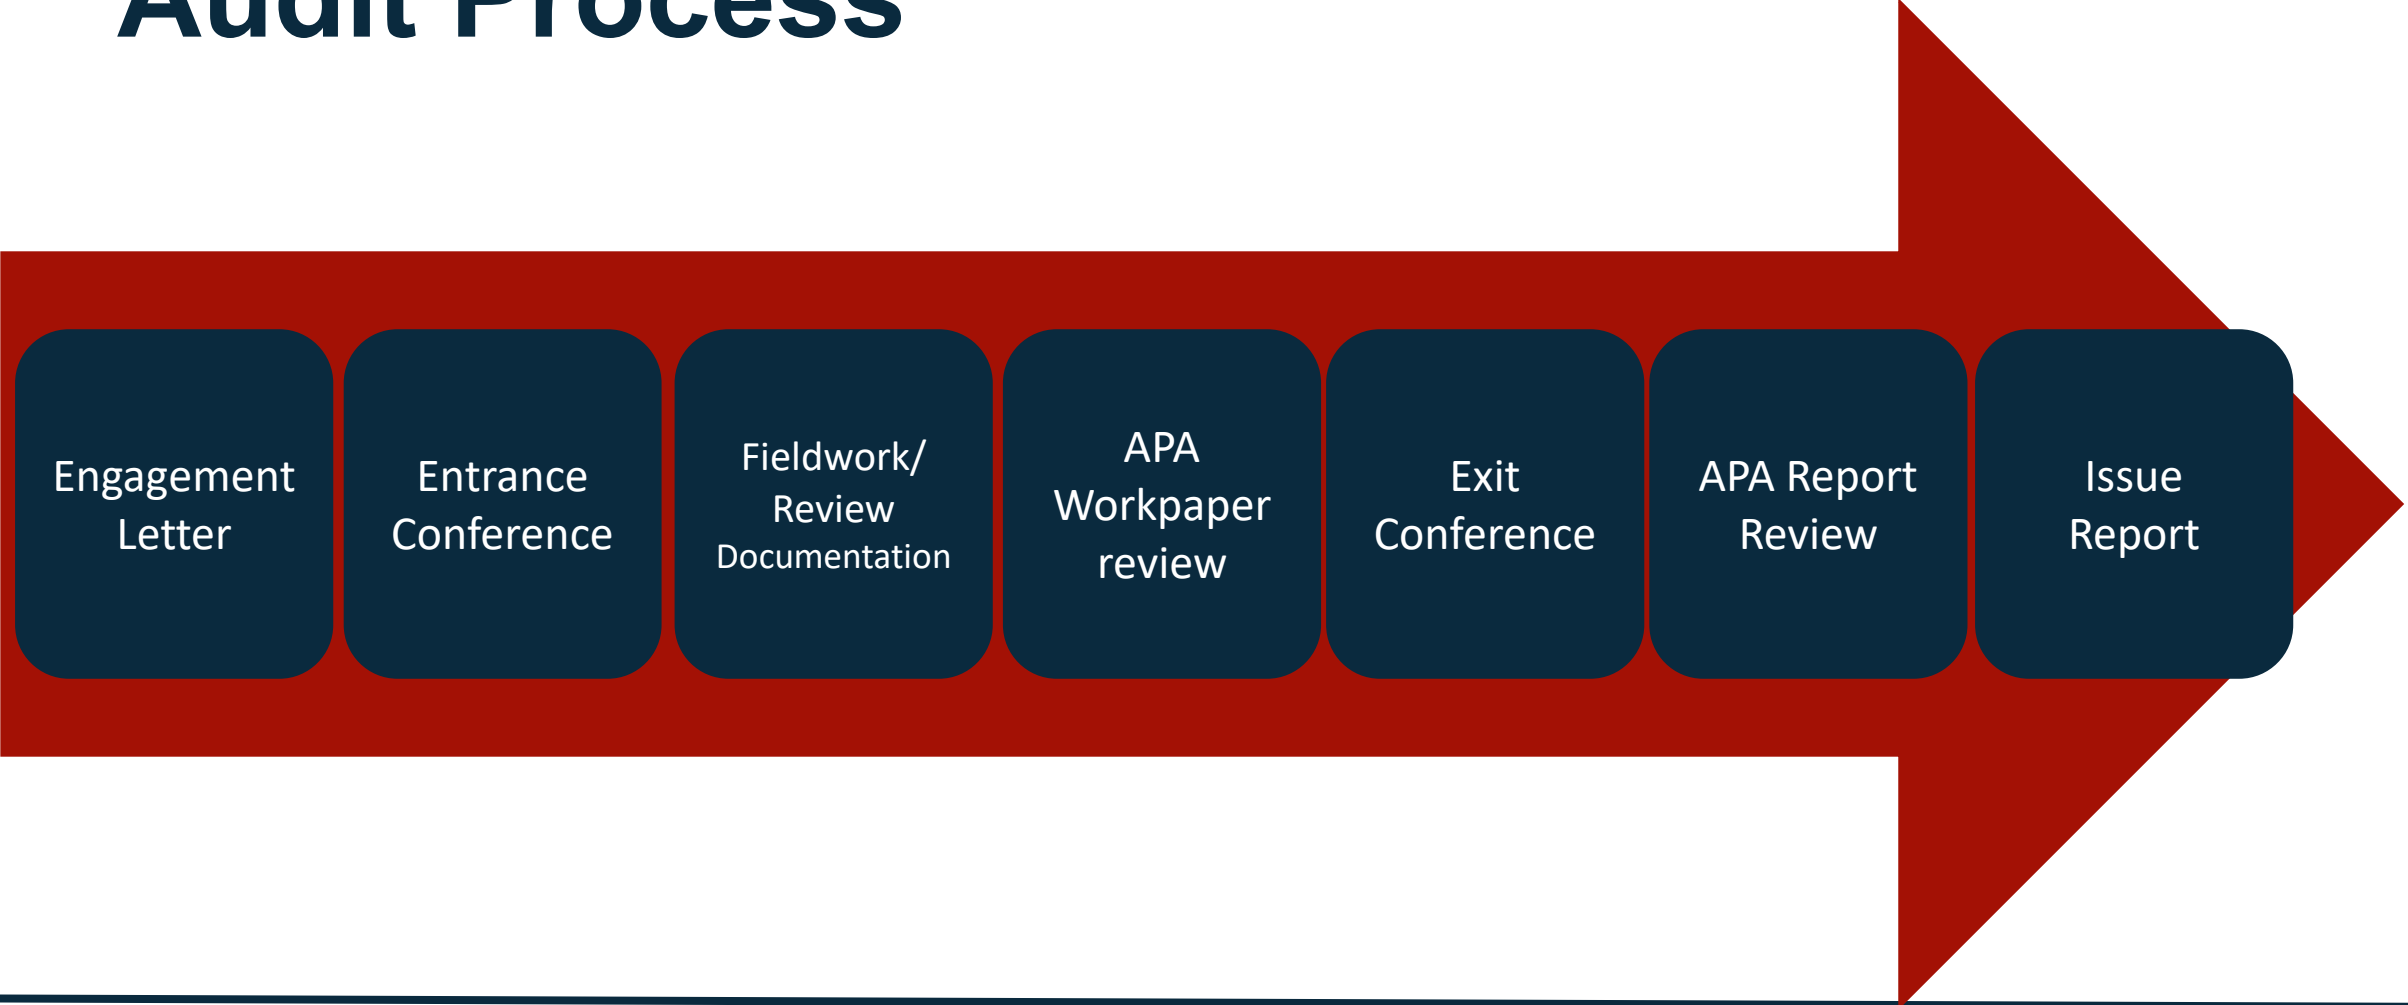 Audit Process
Engagement
Letter
Entrance
Conference
Fieldwork/
Review
Documentation
APA
Workpaper
review
Exit
Conference
APA Report
Review
Issue
Report